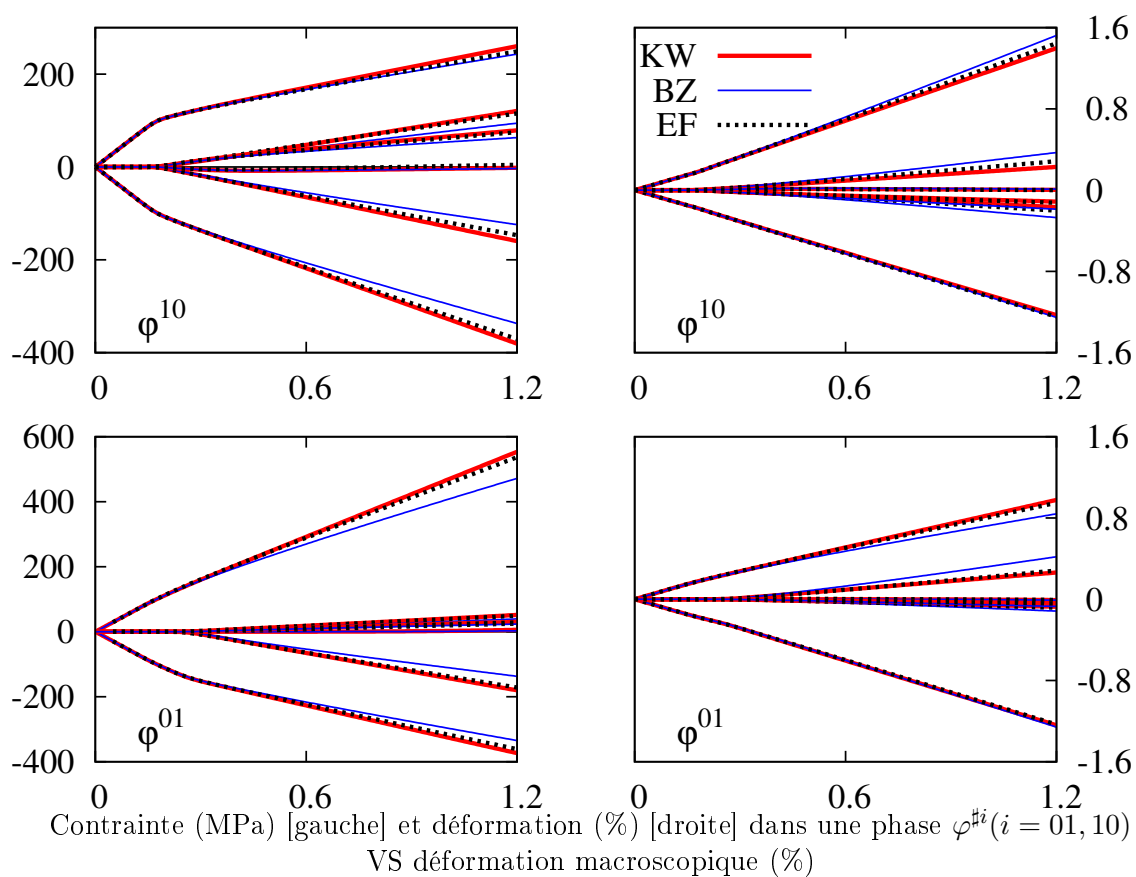 200
0
-200
-400
φ10
0 0.6 1.2
KW
BZ
EF
1.6
0.8
0
-0.8
-1.6
φ10
0 0.6 1.2
600
400
200
0
-200
-400
φ01
0 0.6 1.2
1.6
0.8
0
-0.8
-1.6
φ01
0 0.6 1.2
Contrainte (MPa) [gauche] et déformation (%) [droite] dans une phase φ♯i(i = 01, 10)
VS déformation macroscopique (%)